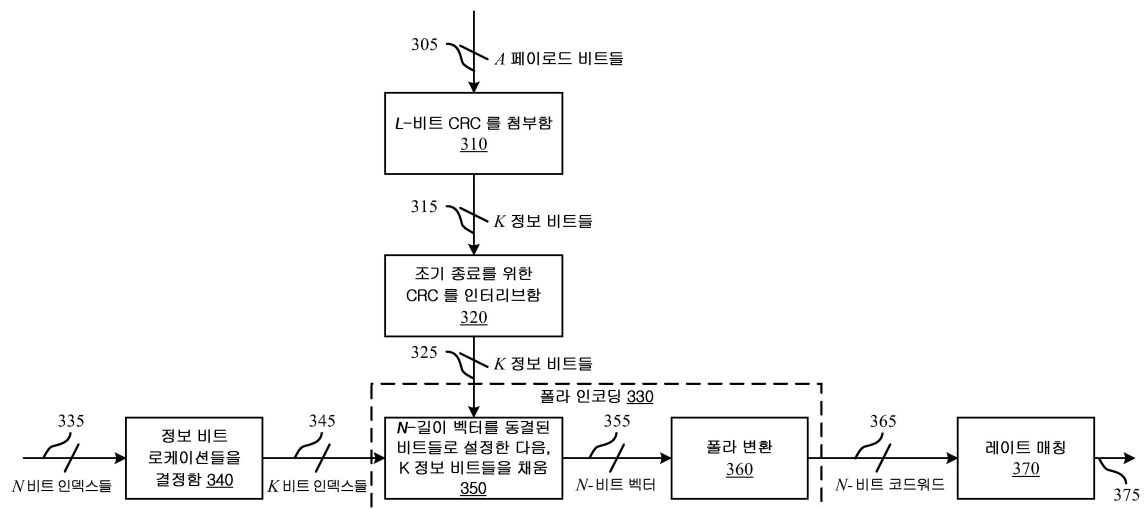 305
A 페이로드 비트들
L-비트 CRC 를 첨부함
310
315
K 정보 비트들
조기 종료를 위한
CRC 를 인터리브함
320
325
K 정보 비트들
폴라 인코딩 330
335
N 비트 인덱스들
정보 비트
로케이션들을
결정함 340
345
K 비트 인덱스들
N-길이 벡터를 동결된
비트들로 설정한 다음,
K 정보 비트들을 채움
350
355
N-비트 벡터
폴라 변환
360
365
N-비트 코드워드
레이트 매칭
370
375